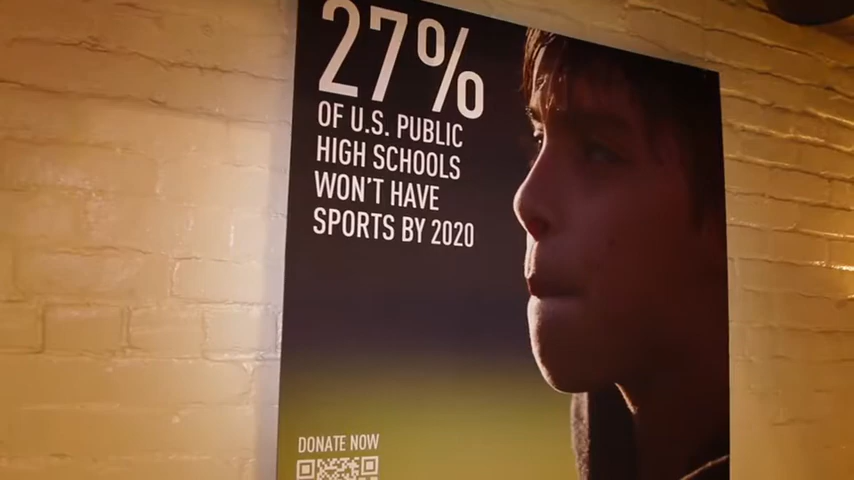 27%
OF U.S. PUBLIC
HIGH SCHOOLS
WON'T HAVE
SPORTS BY 2020
DONATE NOW